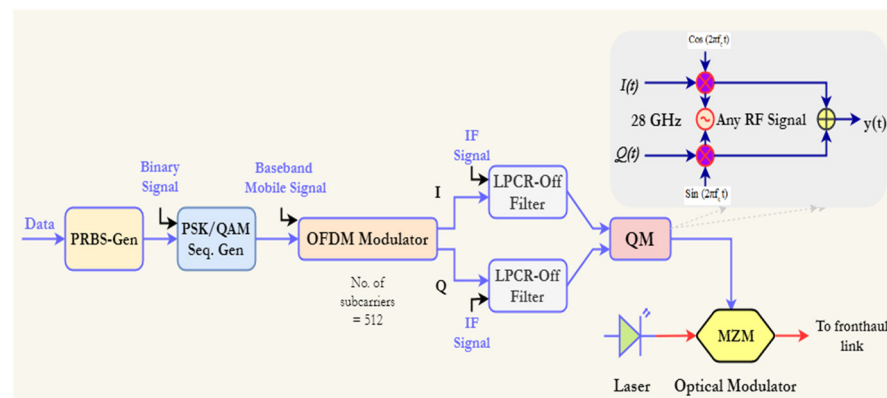 Cos (2πfct)
I(t)
28 GHz
Any RF Signal
y(t)
Q(t)
Sin (2πfct)
Data
PRBS-Gen
Binary
Signal
PSK/QAM
Seq. Gen
Baseband
Mobile Signal
OFDM Modulator
No. of
subcarriers
= 512
I
Q
IF
Signal
LPCR-Off
Filter
LPCR-Off
Filter
IF
Signal
QM
MZM
To fronthaul
link
Laser
Optical Modulator